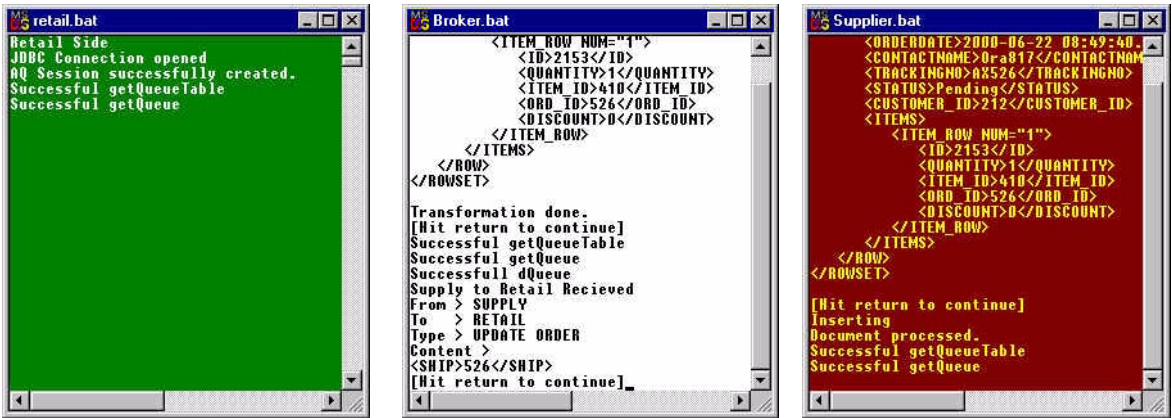 retail.bat
Retail Side
JDBC Connection opened
AQ Session successfully created.
Successful getQueueTable
Successful getQueue
Broker.bat
<ITEM_ROW NUM="1">
<ID>2153</ID>
<QUANTITY>1</QUANTITY>
<ITEM_ID>410</ITEM_ID>
<ORD_ID>526</ORD_ID>
<DISCOUNT>0</DISCOUNT>
</ITEM_ROW>
</ITEMS>
</ROW>
</ROWSET>
Transformation done.
[Hit return to continue]
Successful getQueueTable
Successful getQueue
Successfull dQueue
Supply to Retail Recieved
From > SUPPLY
To > RETAIL
Type > UPDATE ORDER
Content >
<SHIP>526</SHIP>
[Hit return to continue]_
Supplier.bat
<ORDERDATE>2000-06-22 08:49:40.
<CONTACTNAME>Ora817</CONTACTNAM
<TRACKINGNO>AX526</TRACKINGNO>
<STATUS>Pending</STATUS>
<CUSTOMER_ID>212</CUSTOMER_ID>
<ITEMS>
<ITEM_ROW NUM="1">
<ID>2153</ID>
<QUANTITY>1</QUANTITY>
<ITEM_ID>410</ITEM_ID>
<ORD_ID>526</ORD_ID>
<DISCOUNT>0</DISCOUNT>
</ITEM_ROW>
</ITEMS>
</ROW>
</ROWSET>
[Hit return to continue]
Inserting
Document processed.
Successful getQueueTable
Successful getQueue